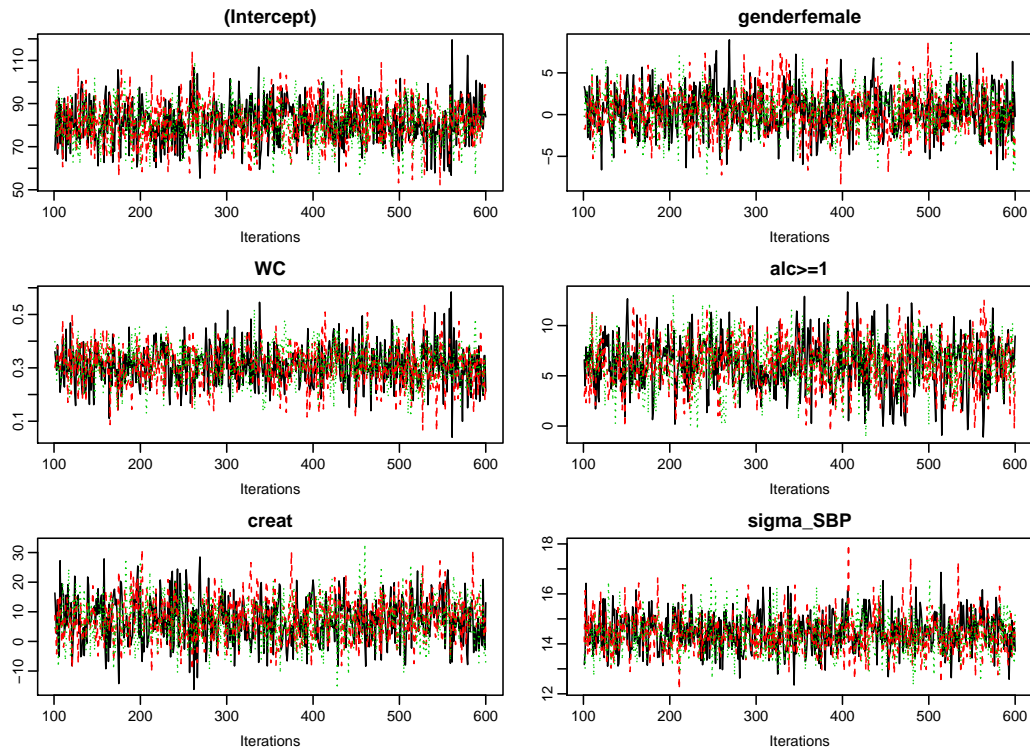 (Intercept)
50 70 90 110
100 200 300 400 500 600
Iterations
genderfemale
−5 0 5
100 200 300 400 500 600
Iterations
WC
0.1 0.3 0.5
100 200 300 400 500 600
Iterations
alc>=1
0 5 10
100 200 300 400 500 600
Iterations
creat
−10 0 10 20 30
100 200 300 400 500 600
Iterations
sigma_SBP
12 14 16 18
100 200 300 400 500 600
Iterations